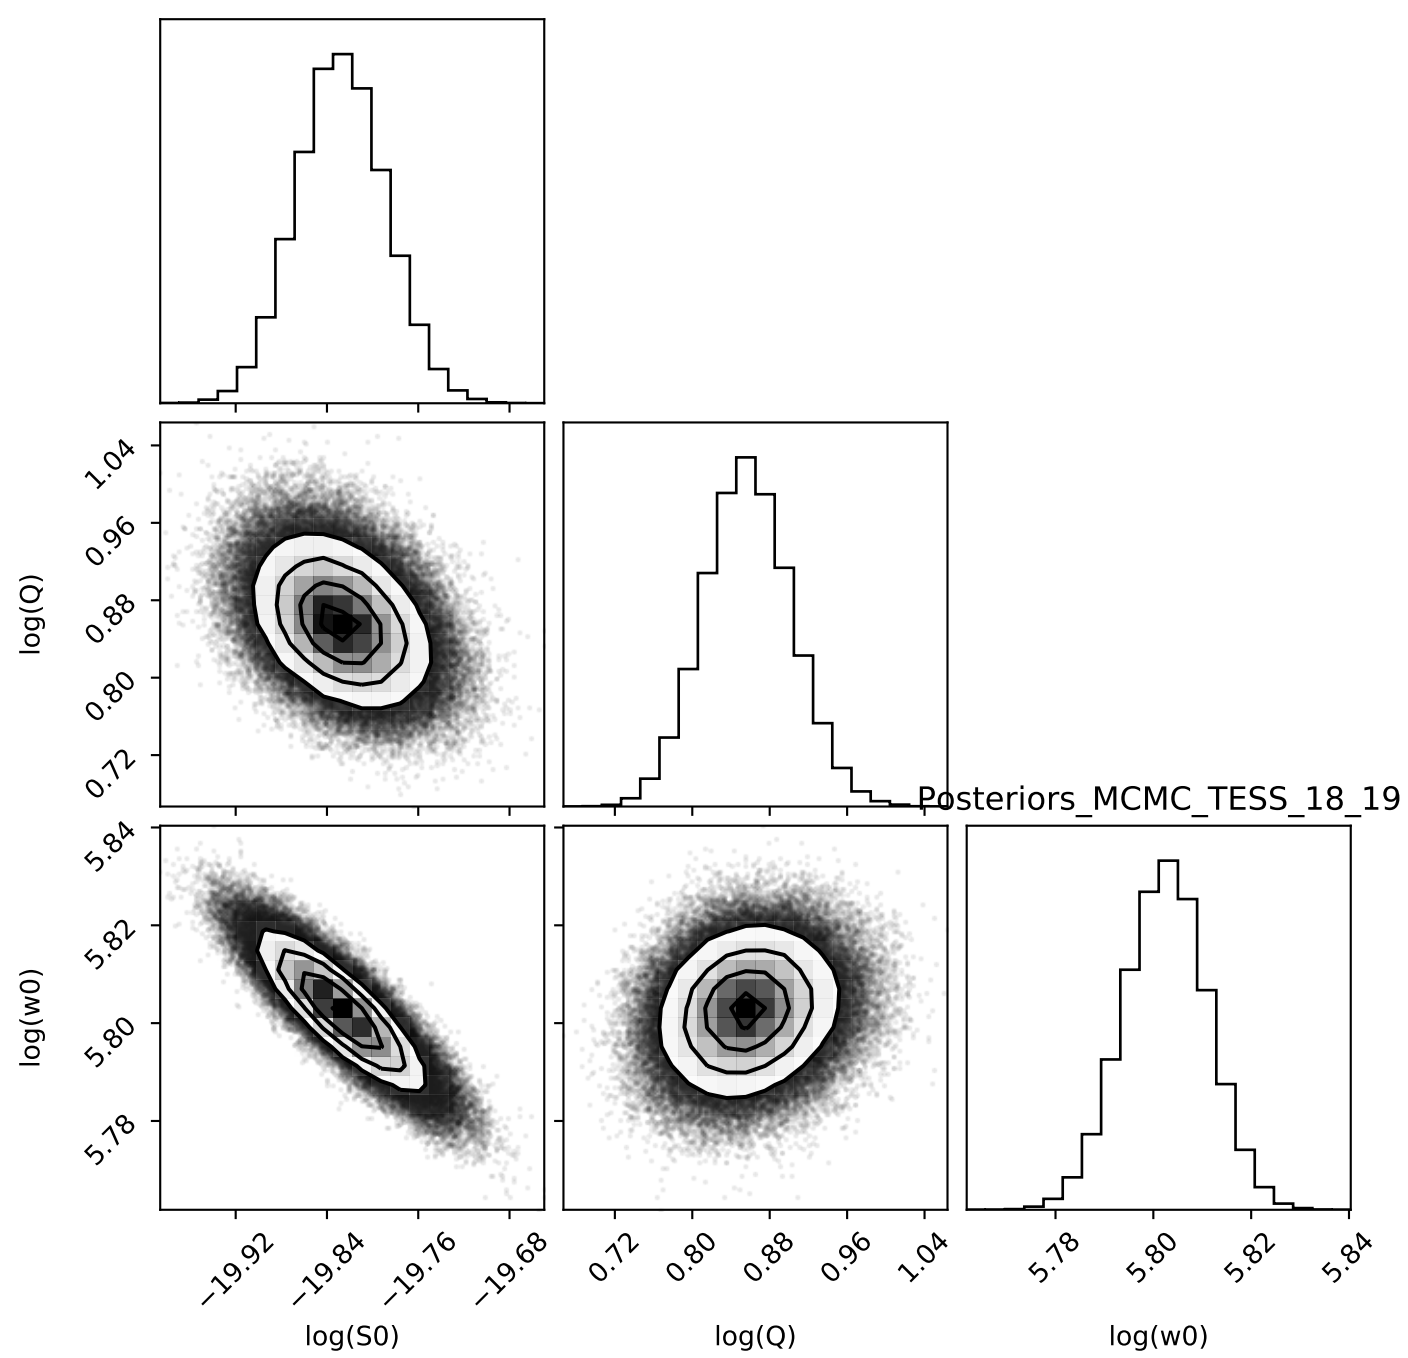 1.04
0.96
0.88
0.80
0.72
log(Q)
Posteriors_MCMC_TESS_18_19
5.84
5.82
5.80
5.78
log(w0)
−19.92 −19.84 −19.76 −19.68 0.72 0.80 0.88 0.96 1.04 5.78 5.80 5.82 5.84
log(S0) log(Q) log(w0)